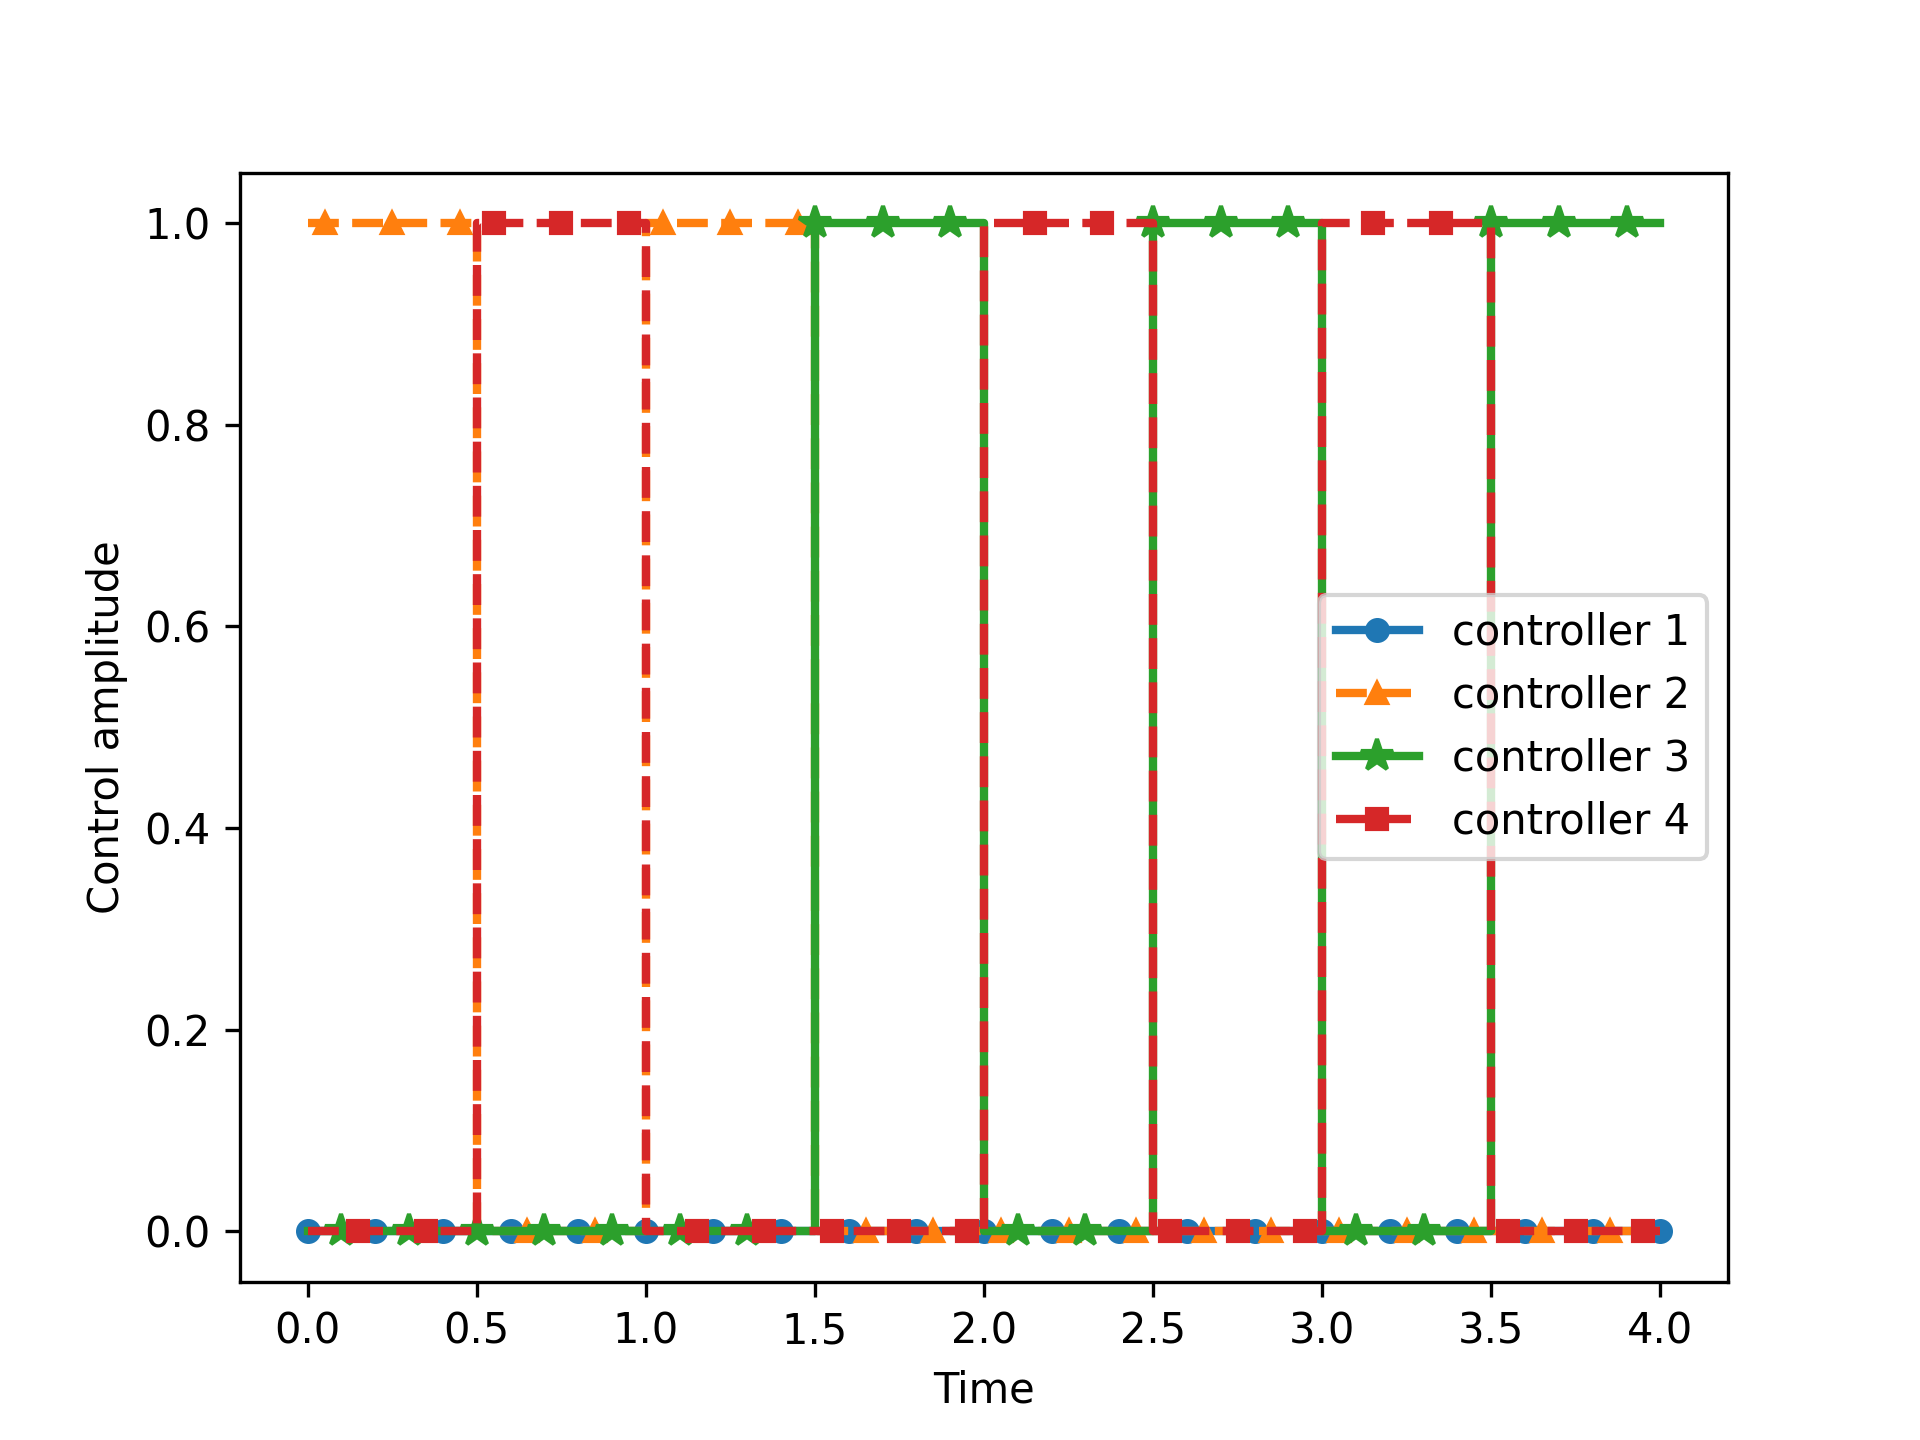 1.0
0.8
0.6
0.4
0.2
0.0
Control amplitude
controller 1
controller 2
controller 3
controller 4
0.0 0.5 1.0 1.5 2.0 2.5 3.0 3.5 4.0
Time